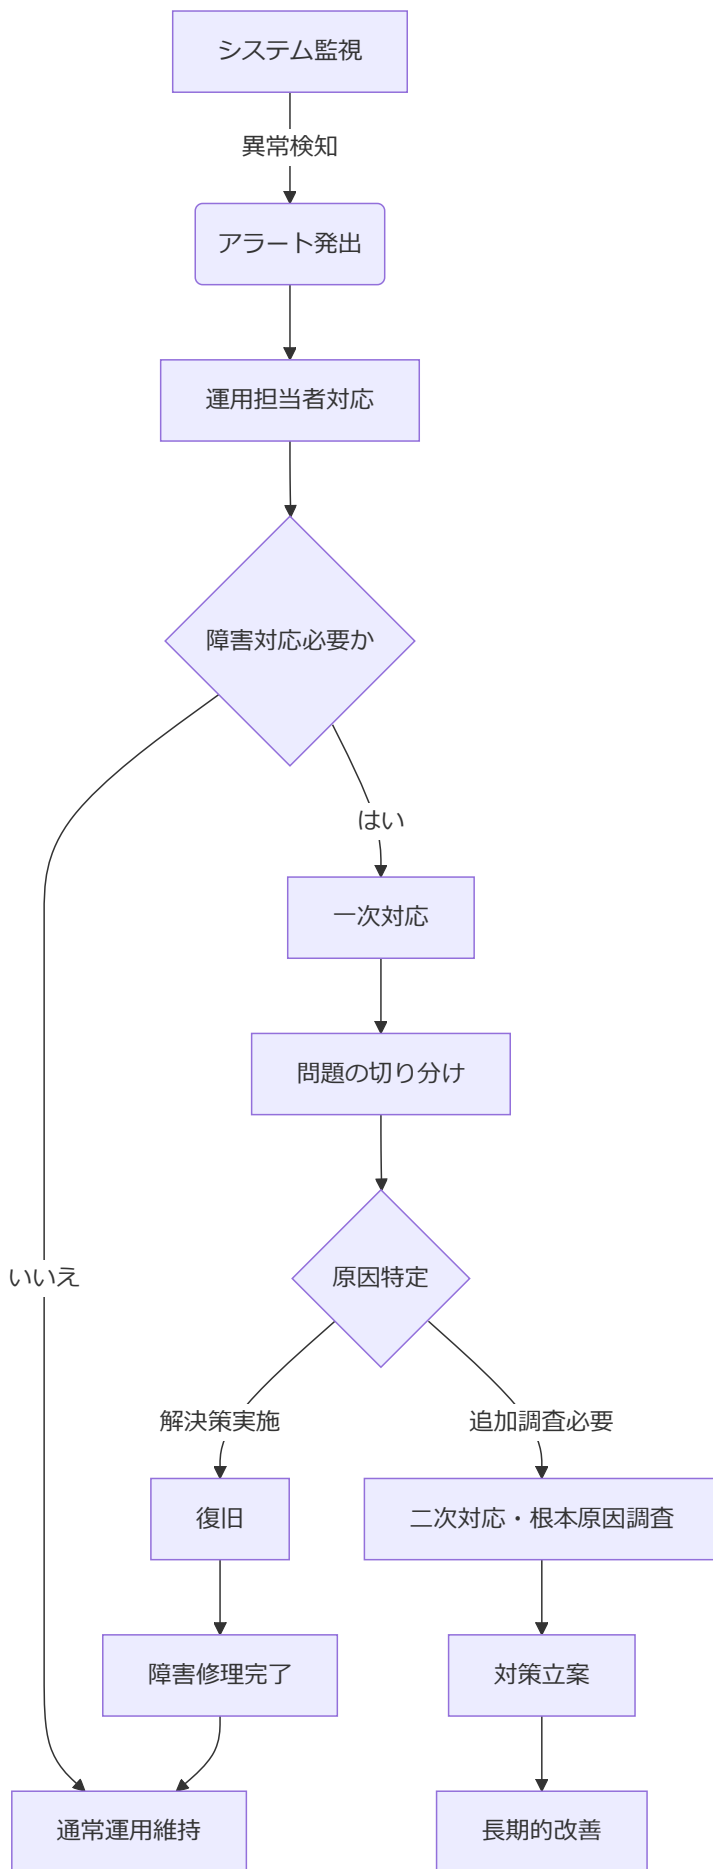 システム監視
異常検知
アラート発出
運用担当者対応
障害対応必要か
はい
一次対応
問題の切り分け
いいえ
原因特定
解決策実施
追加調査必要
復旧
二次対応・根本原因調査
障害修理完了
対策立案
通常運用維持
長期的改善